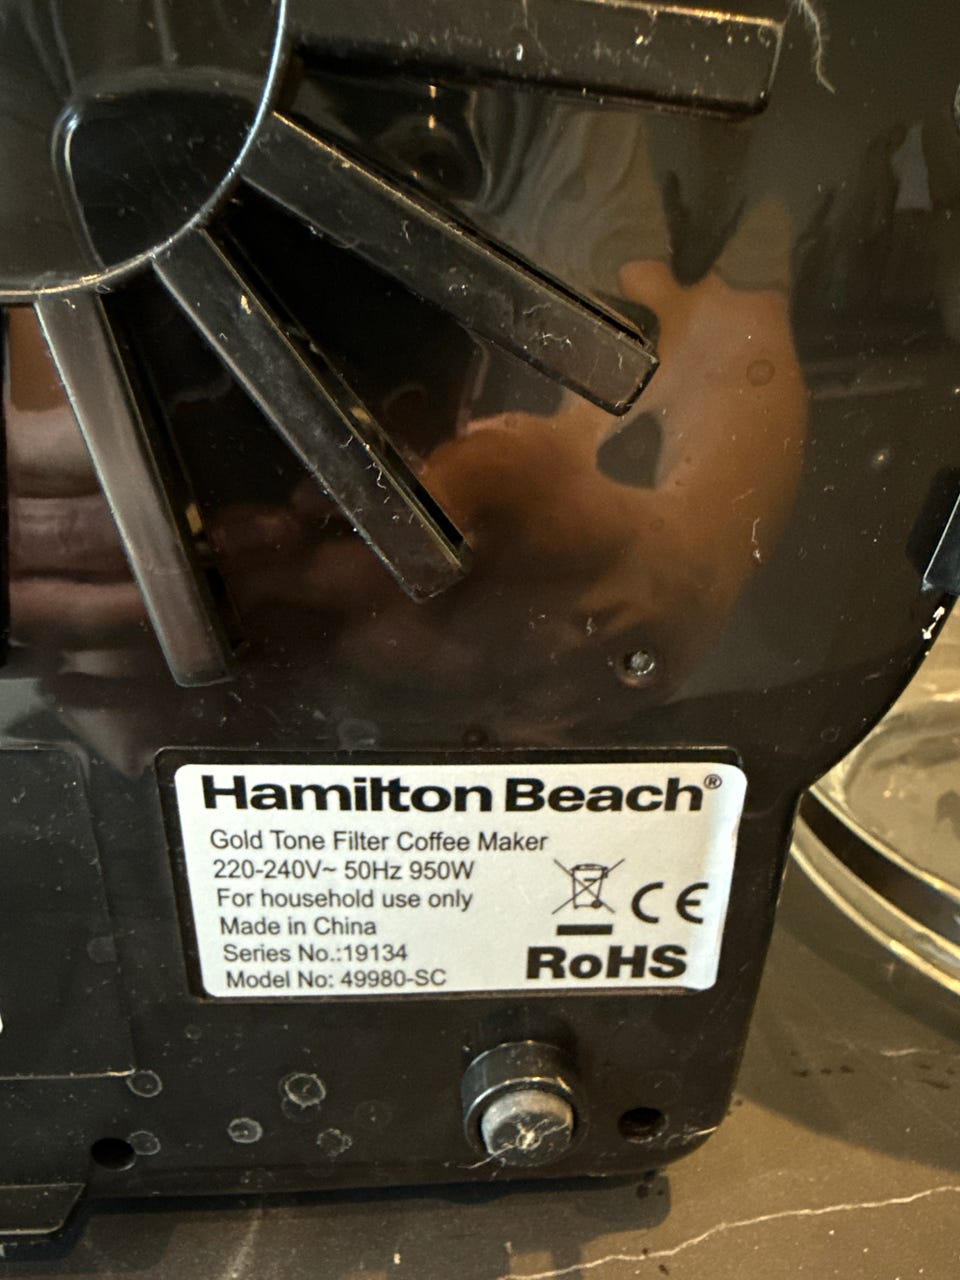 Hamilton Beach®
Gold Tone Filter Coffee Maker
220-240V~ 50Hz 950W
For household use only
Made in China
Series No.:19134
Model No: 49980-SC
CE
RoHS